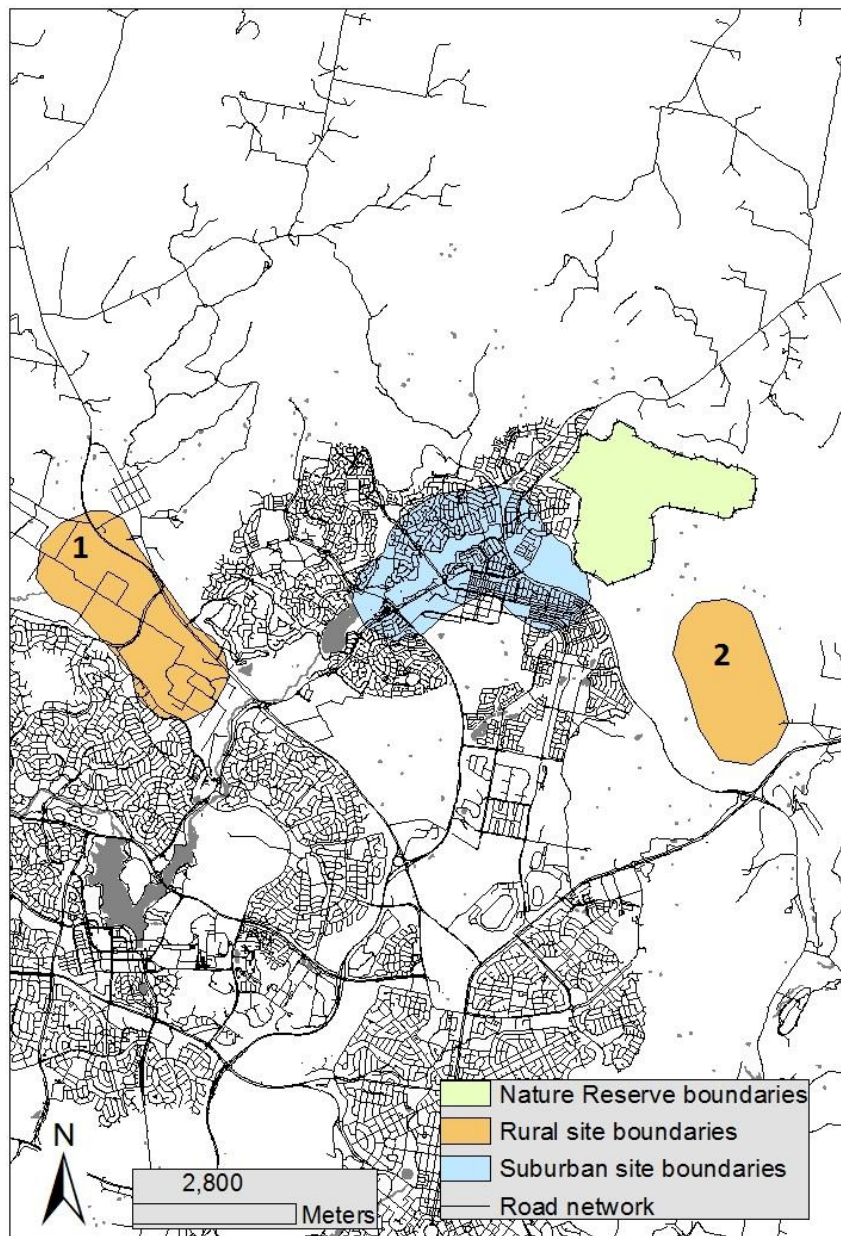 1
2
Nature Reserve boundaries
Rural site boundaries
Suburban site boundaries
Road network
N
2,800
Meters